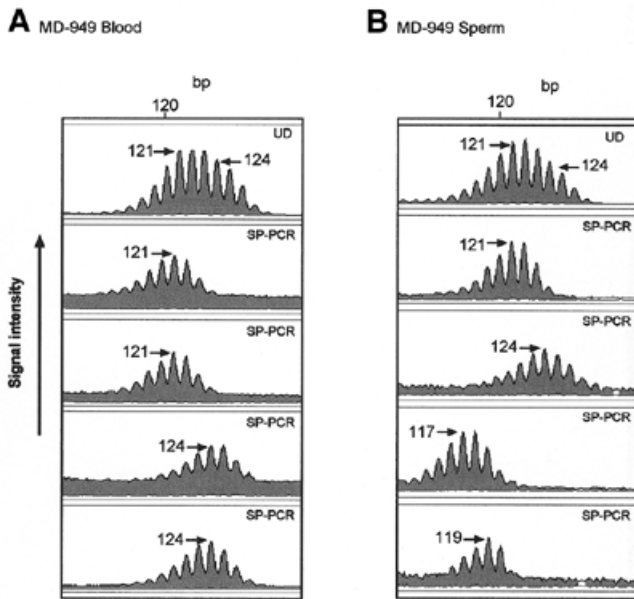 A MD-949 Blood
bp
120
UD
121
124
SP-PCR
121
SP-PCR
121
SP-PCR
124
SP-PCR
124
Signal intensity
B MD-949 Sperm
bp
120
UD
121
124
SP-PCR
121
SP-PCR
124
SP-PCR
117
SP-PCR
119